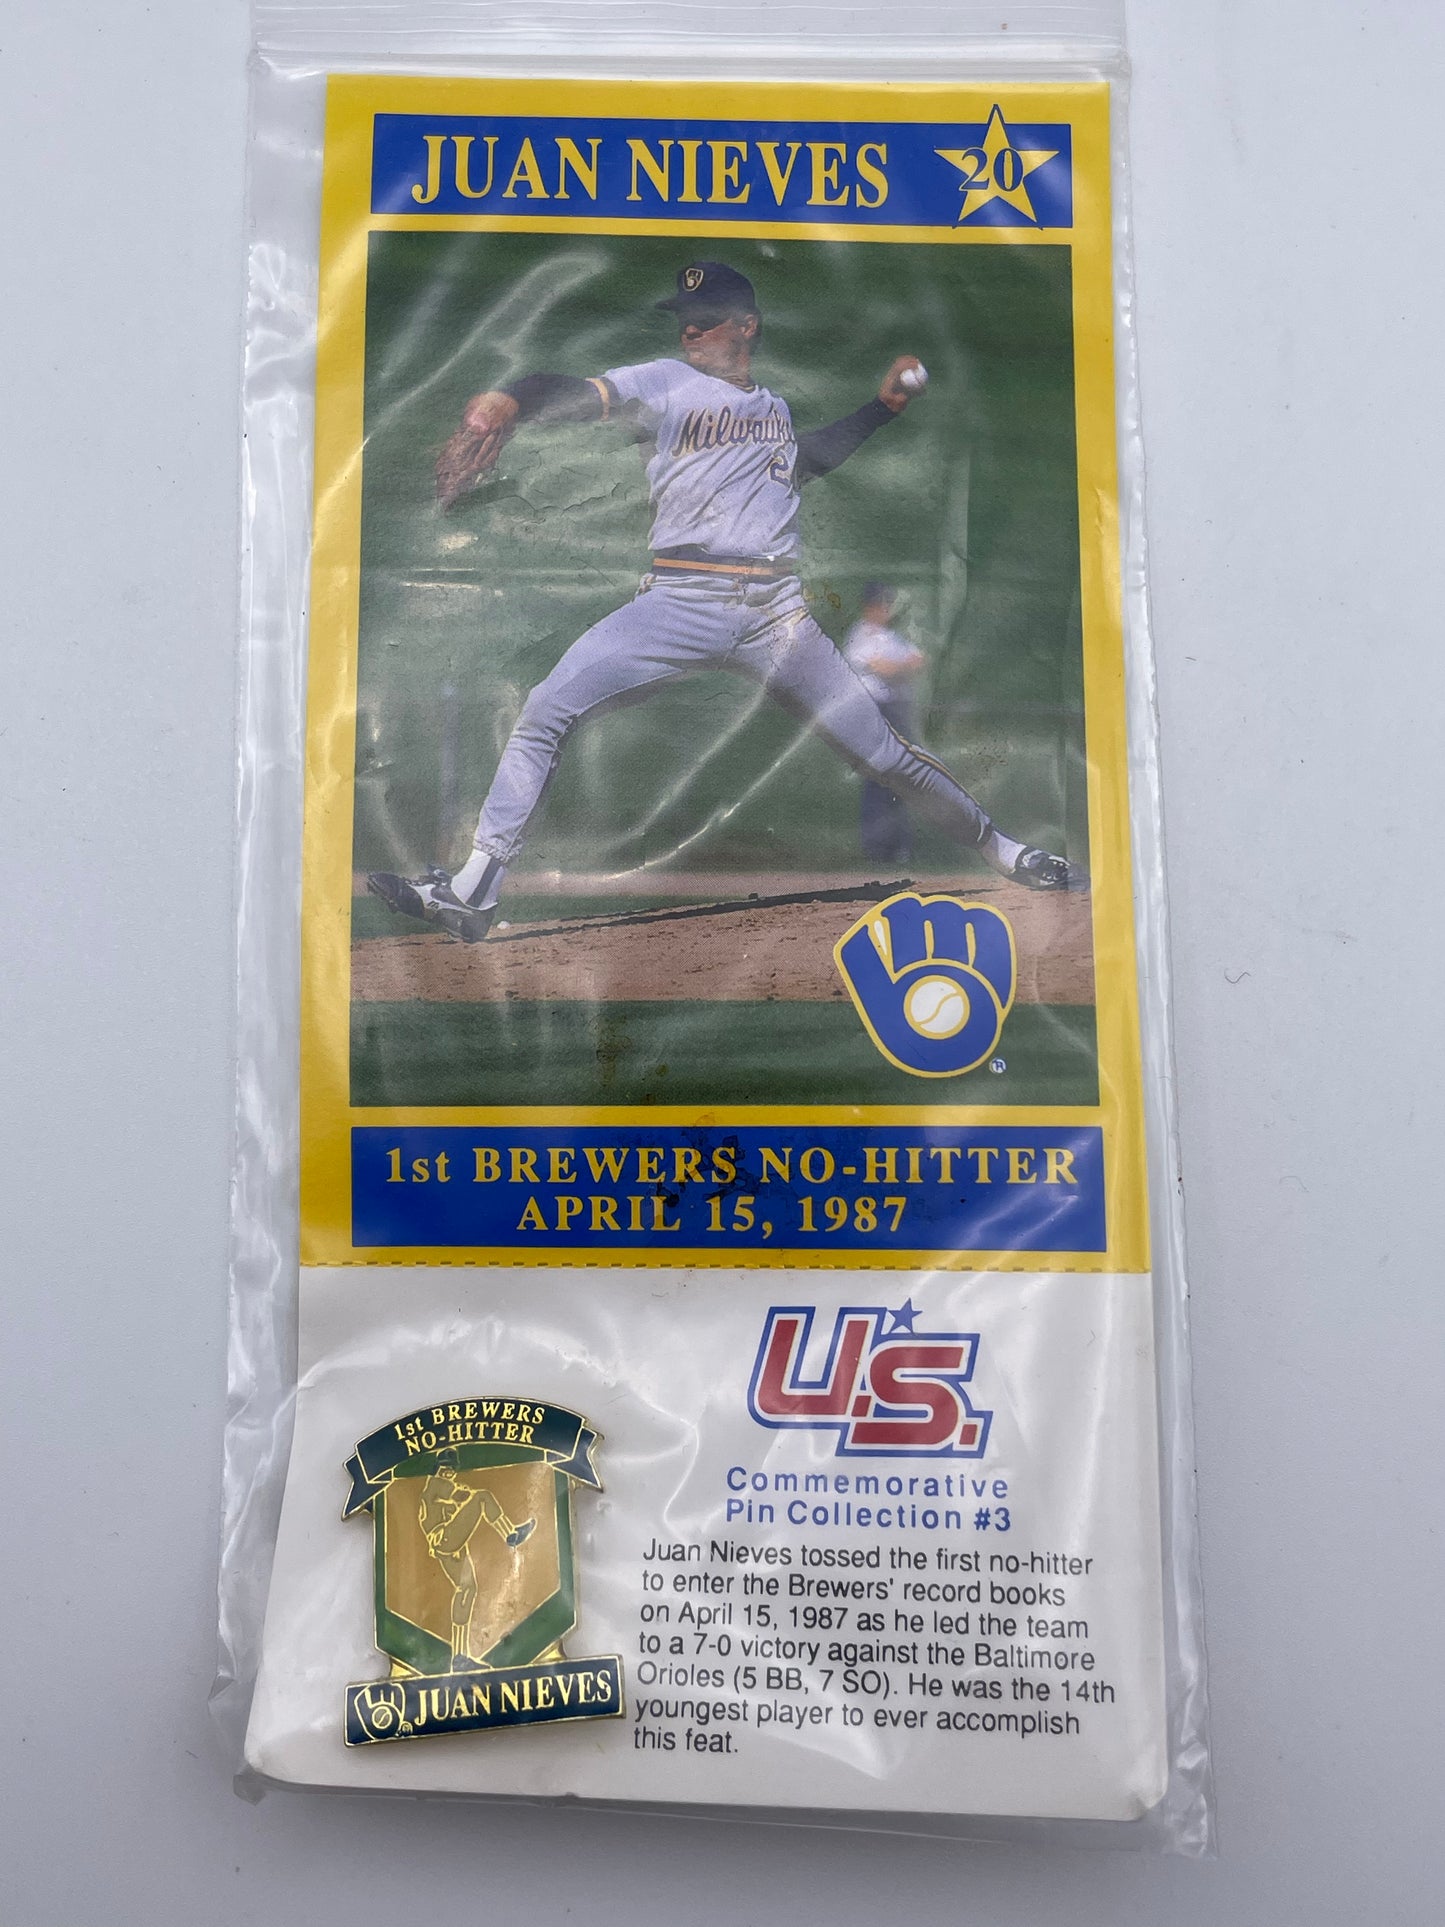 JUAN NIEVES 20
Milwauk
2
1st BREWERS NO-HITTER
APRIL 15, 1987
U.S.
Commemorative
Pin Collection #3
Juan Nieves tossed the first no-hitter
to enter the Brewers' record books
on April 15, 1987 as he led the team
to a 7-0 victory against the Baltimore
Orioles (5 BB, 7 SO). He was the 14th
youngest player to ever accomplish
this feat.
1st BREWERS
NO-HITTER
JUAN NIEVES